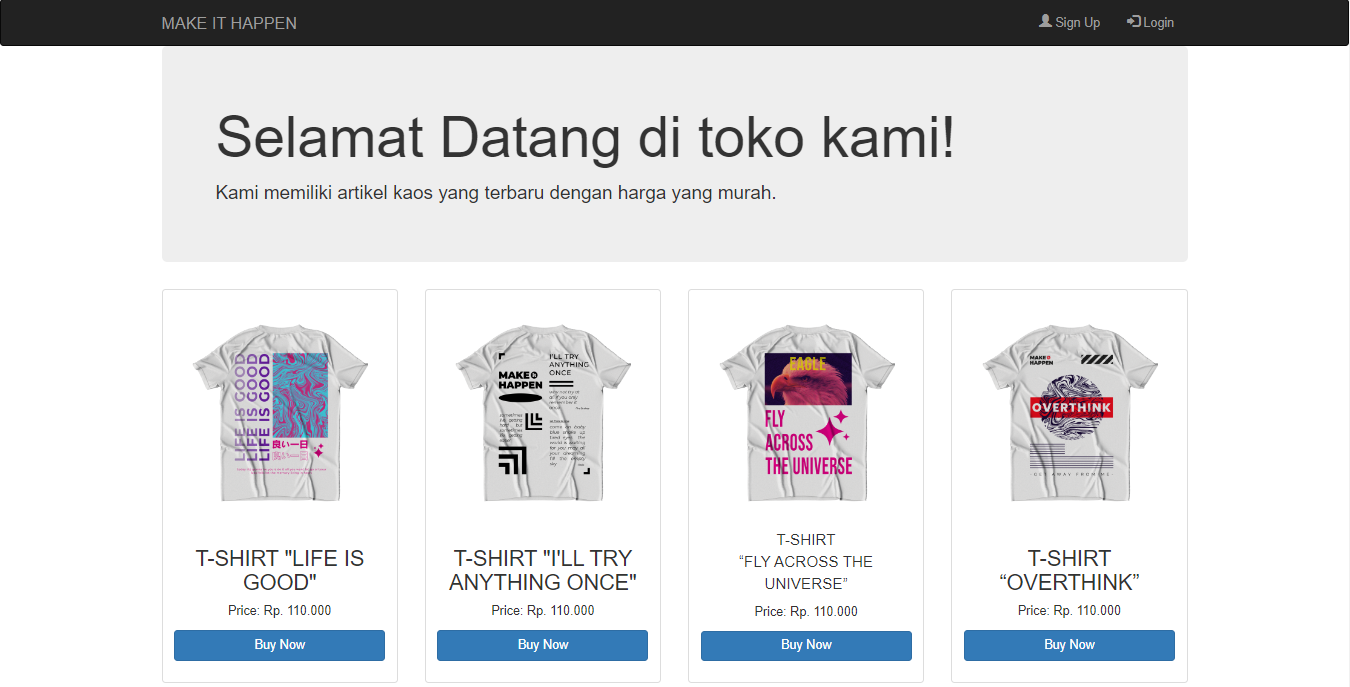 MAKE IT HAPPEN
Sign Up
Login
Selamat Datang di toko kami!
Kami memiliki artikel kaos yang terbaru dengan harga yang murah.
LIFE IS GOOD
LIFE IS GOOD
LIFE IS GOOD
良い一日
T-SHIRT "LIFE IS
GOOD"
Price: Rp. 110.000
Buy Now
I'LL TRY
ANYTHING
ONCE
MAKE IT
HAPPEN
T-SHIRT "I'LL TRY
ANYTHING ONCE"
Price: Rp. 110.000
Buy Now
EAGLE
FLY
ACROSS
THE UNIVERSE
T-SHIRT
“FLY ACROSS THE
UNIVERSE”
Price: Rp. 110.000
Buy Now
MAKE IT
HAPPEN
OVERTHINK
T-SHIRT
“OVERTHINK”
Price: Rp. 110.000
Buy Now